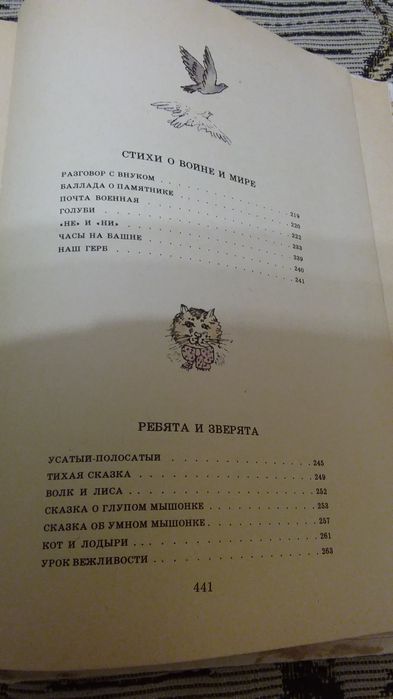 СТИХИ О ВОЙНЕ И МИРЕ
РАЗГОВОР С ВНУКОМ . . . . . . . . . . 219
БАЛЛАДА О ПАМЯТНИКЕ . . . . . . . . . . 220
ПОЧТА ВОЕННАЯ . . . . . . . . . . 222
ГОЛУБИ . . . . . . . . . . 233
«НЕ» И «НИ» . . . . . . . . . . 239
ЧАСЫ НА БАШНЕ . . . . . . . . . . 240
НАШ ГЕРБ . . . . . . . . . . 241
РЕБЯТА И ЗВЕРЯТА
УСАТЫЙ-ПОЛОСАТЫЙ . . . . . . . . . . 245
ТИХАЯ СКАЗКА . . . . . . . . . . 249
ВОЛК И ЛИСА . . . . . . . . . . 252
СКАЗКА О ГЛУПОМ МЫШОНКЕ . . . . . . . . . . 253
СКАЗКА ОБ УМНОМ МЫШОНКЕ . . . . . . . . . . 257
КОТ И ЛОДЫРИ . . . . . . . . . . 261
УРОК ВЕЖЛИВОСТИ . . . . . . . . . . 263
441